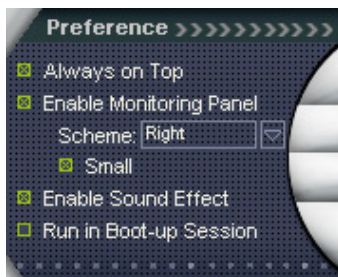 Preference >>>>>>>>>>>
Always on Top
Enable Monitoring Panel
Scheme: Right
Small
Enable Sound Effect
Run in Boot-up Session